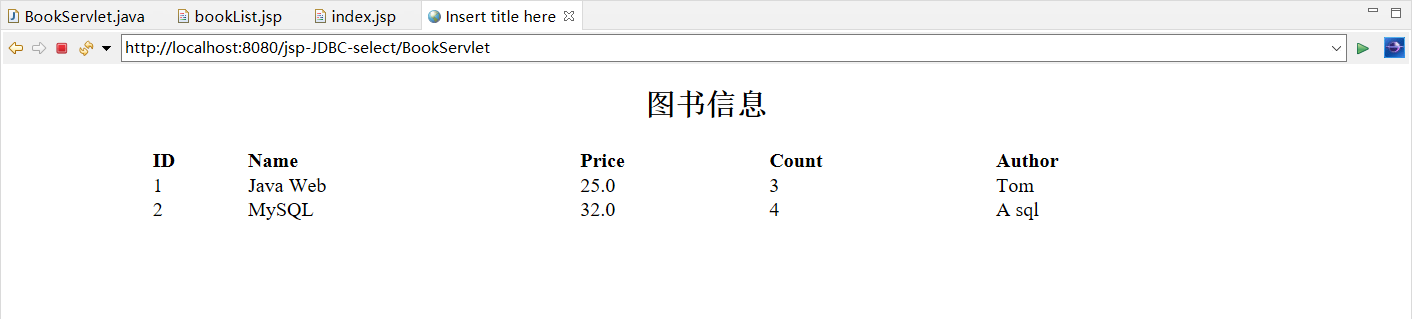 BookServlet.java bookList.jsp index.jsp Insert title here
http://localhost:8080/jsp-JDBC-select/BookServlet
图书信息
ID Name Price Count Author
1 Java Web 25.0 3 Tom
2 MySQL 32.0 4 A sql